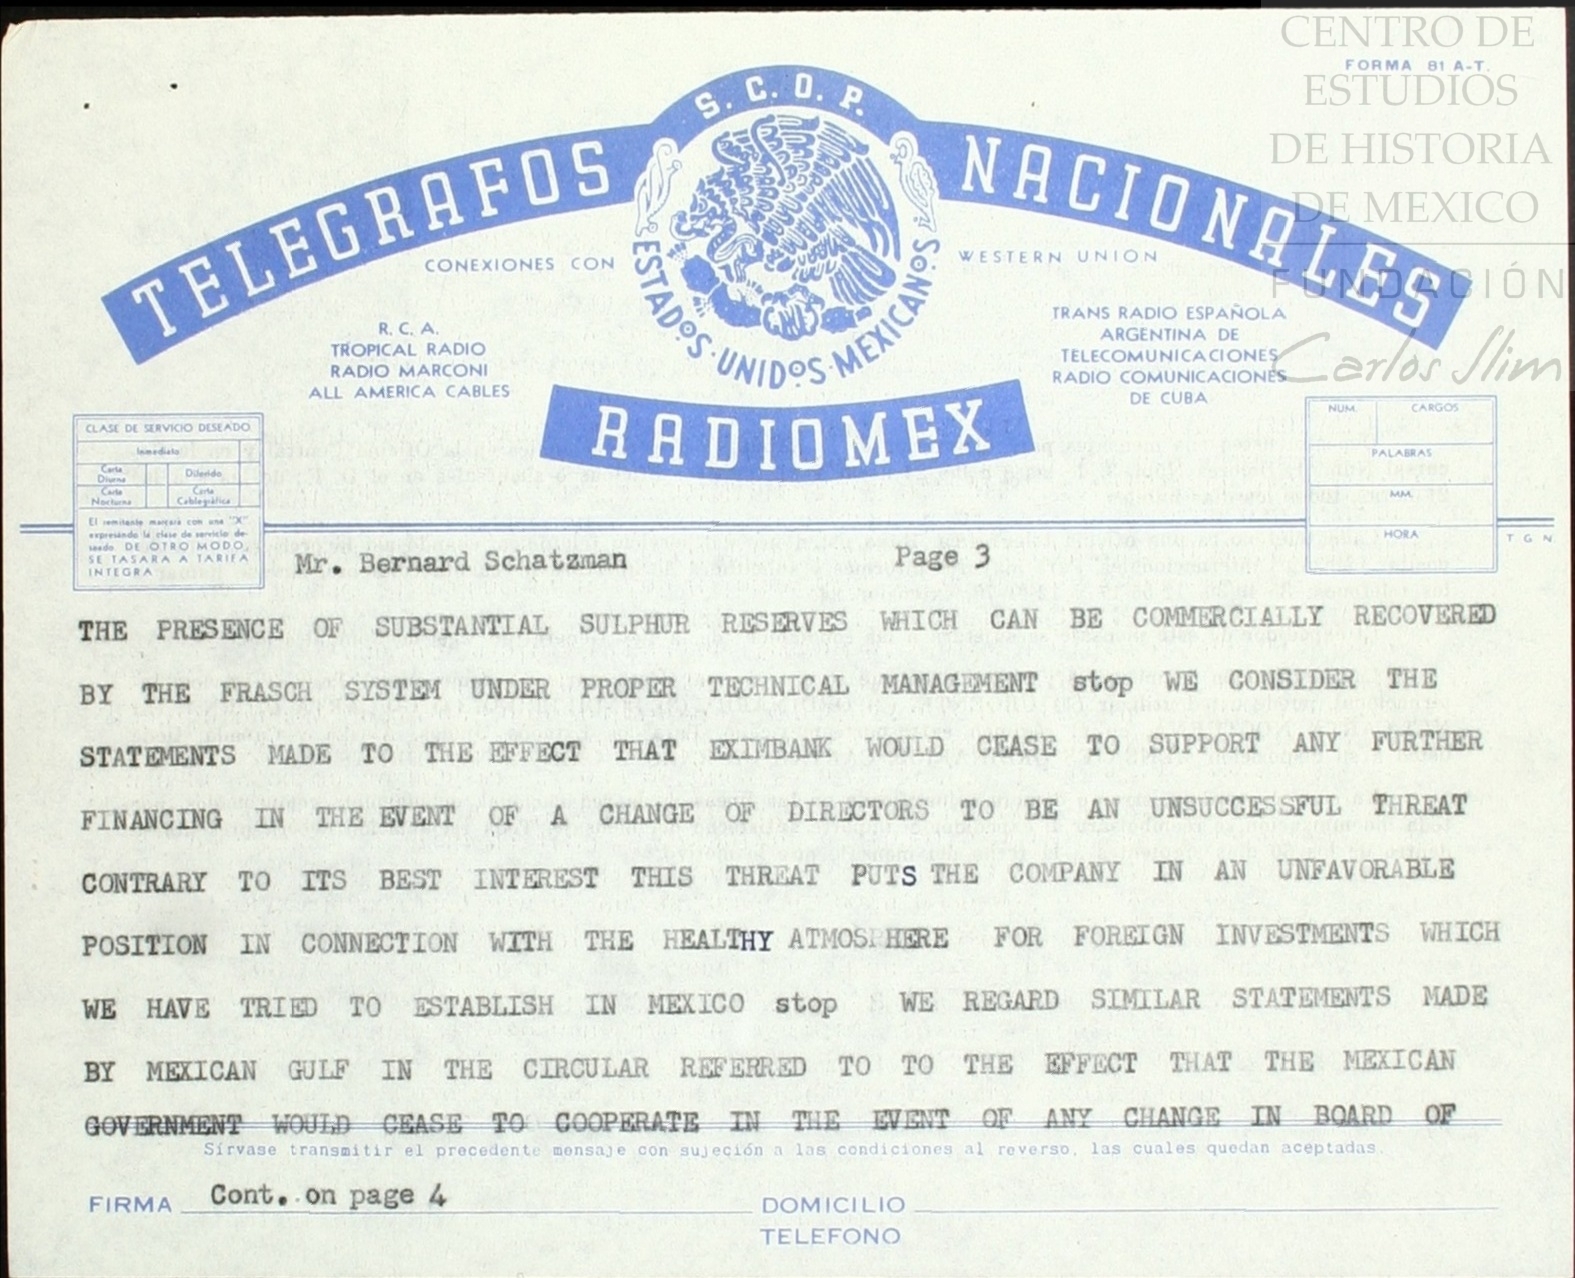 CENTRO DE
ESTUDIOS
DE HISTORIA
DE MEXICO
FUNDACIÓN
Carlos Slim
FORMA 81 A-T.
S. C. O. P.
TELEGRAFOS NACIONALES
ESTADOS·UNIDOS·MEXICANOS
CONEXIONES CON
WESTERN UNION
R. C. A.
TROPICAL RADIO
RADIO MARCONI
ALL AMERICA CABLES
TRANS RADIO ESPAÑOLA
ARGENTINA DE
TELECOMUNICACIONES
RADIO COMUNICACIONES
DE CUBA
RADIOMEX
CLASE DE SERVICIO DESEADO
Inmediato
Carta Diurna
Diferido
Carta Nocturna
Carta Cablegráfica
El remitente marcará con una "X"
expresando la clase de servicio de-
seado DE OTRO MODO,
SE TASARA A TARIFA
INTEGRA
NUM.
CARGOS
PALABRAS
MM.
HORA
T G N
Mr. Bernard Schatzman Page 3
THE PRESENCE OF SUBSTANTIAL SULPHUR RESERVES WHICH CAN BE COMMERCIALLY RECOVERED
BY THE FRASCH SYSTEM UNDER PROPER TECHNICAL MANAGEMENT stop WE CONSIDER THE
STATEMENTS MADE TO THE EFFECT THAT EXIMBANK WOULD CEASE TO SUPPORT ANY FURTHER
FINANCING IN THE EVENT OF A CHANGE OF DIRECTORS TO BE AN UNSUCCESSFUL THREAT
CONTRARY TO ITS BEST INTEREST THIS THREAT PUTS THE COMPANY IN AN UNFAVORABLE
POSITION IN CONNECTION WITH THE HEALTHY ATMOSPHERE FOR FOREIGN INVESTMENTS WHICH
WE HAVE TRIED TO ESTABLISH IN MEXICO stop WE REGARD SIMILAR STATEMENTS MADE
BY MEXICAN GULF IN THE CIRCULAR REFERRED TO TO THE EFFECT THAT THE MEXICAN
GOVERNMENT WOULD CEASE TO COOPERATE IN THE EVENT OF ANY CHANGE IN BOARD OF
Sírvase transmitir el precedente mensaje con sujeción a las condiciones al reverso, las cuales quedan aceptadas.
FIRMA Cont. on page 4
DOMICILIO
TELEFONO